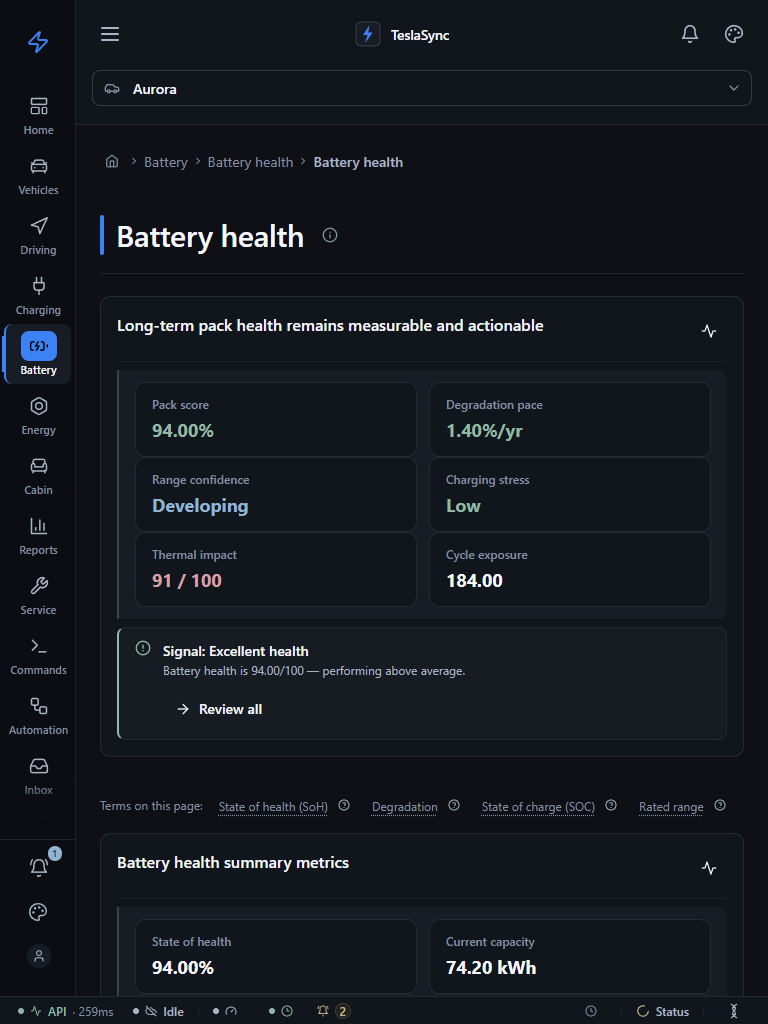 TeslaSync
Aurora
Home
Vehicles
Driving
Charging
Battery
Energy
Cabin
Reports
Service
Commands
Automation
Inbox
1
Battery > Battery health > Battery health
Battery health
Long-term pack health remains measurable and actionable
Pack score
94.00%
Degradation pace
1.40%/yr
Range confidence
Developing
Charging stress
Low
Thermal impact
91 / 100
Cycle exposure
184.00
Signal: Excellent health
Battery health is 94.00/100 — performing above average.
Review all
Terms on this page: State of health (SoH) Degradation State of charge (SOC) Rated range
Battery health summary metrics
State of health
94.00%
Current capacity
74.20 kWh
API · 259ms Idle 2 Status